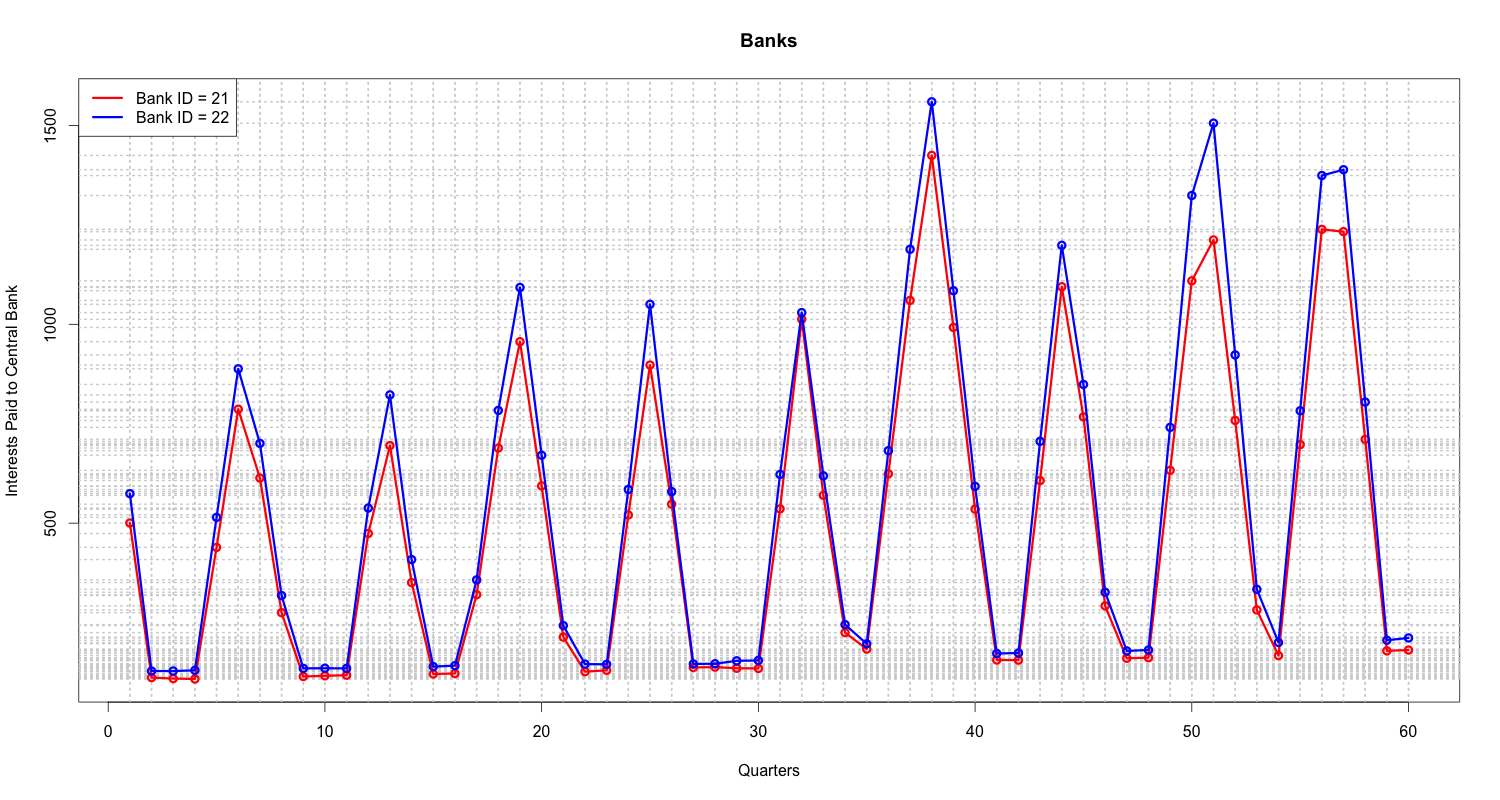 Banks
Bank ID = 21
Bank ID = 22
Interests Paid to Central Bank
1500
1000
500
0 10 20 30 40 50 60
Quarters